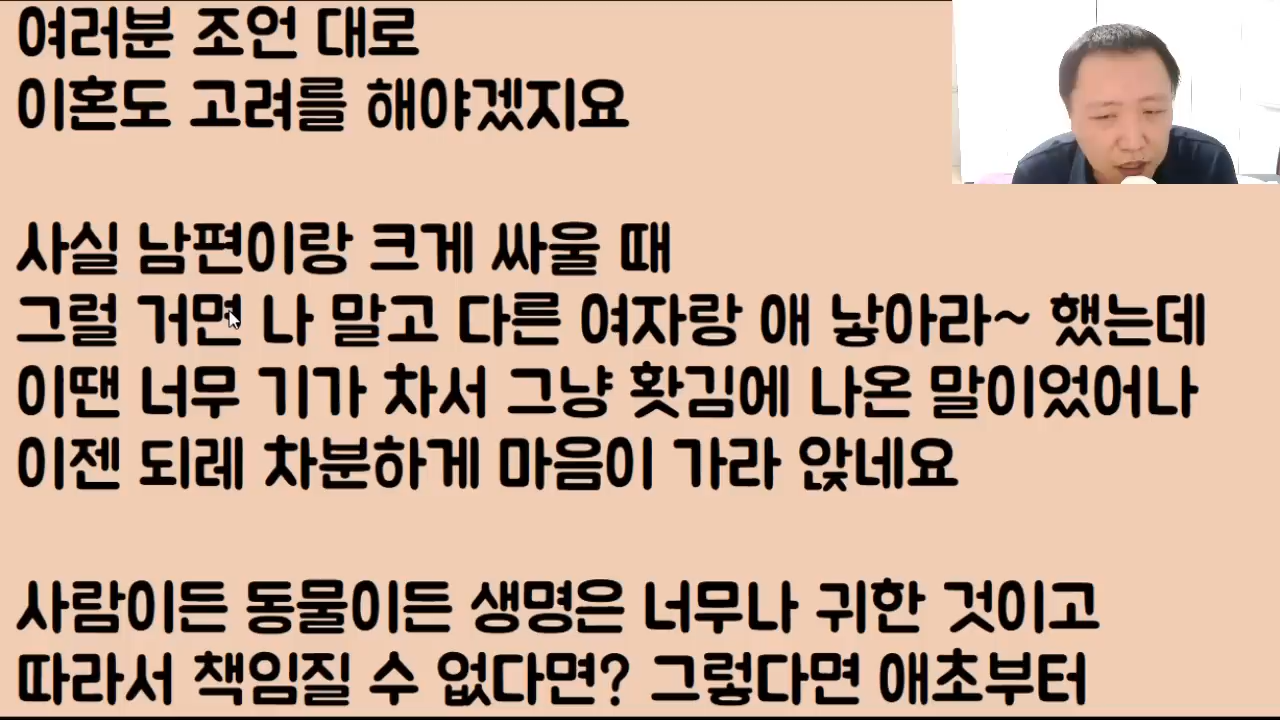 여러분 조언 대로
이혼도 고려를 해야겠지요
사실 남편이랑 크게 싸울 때
그럴 거면 나 말고 다른 여자랑 애 낳아라~ 했는데
이땐 너무 기가 차서 그냥 홧김에 나온 말이었어나
이젠 되레 차분하게 마음이 가라 앉네요
사람이든 동물이든 생명은 너무나 귀한 것이고
따라서 책임질 수 없다면? 그렇다면 애초부터